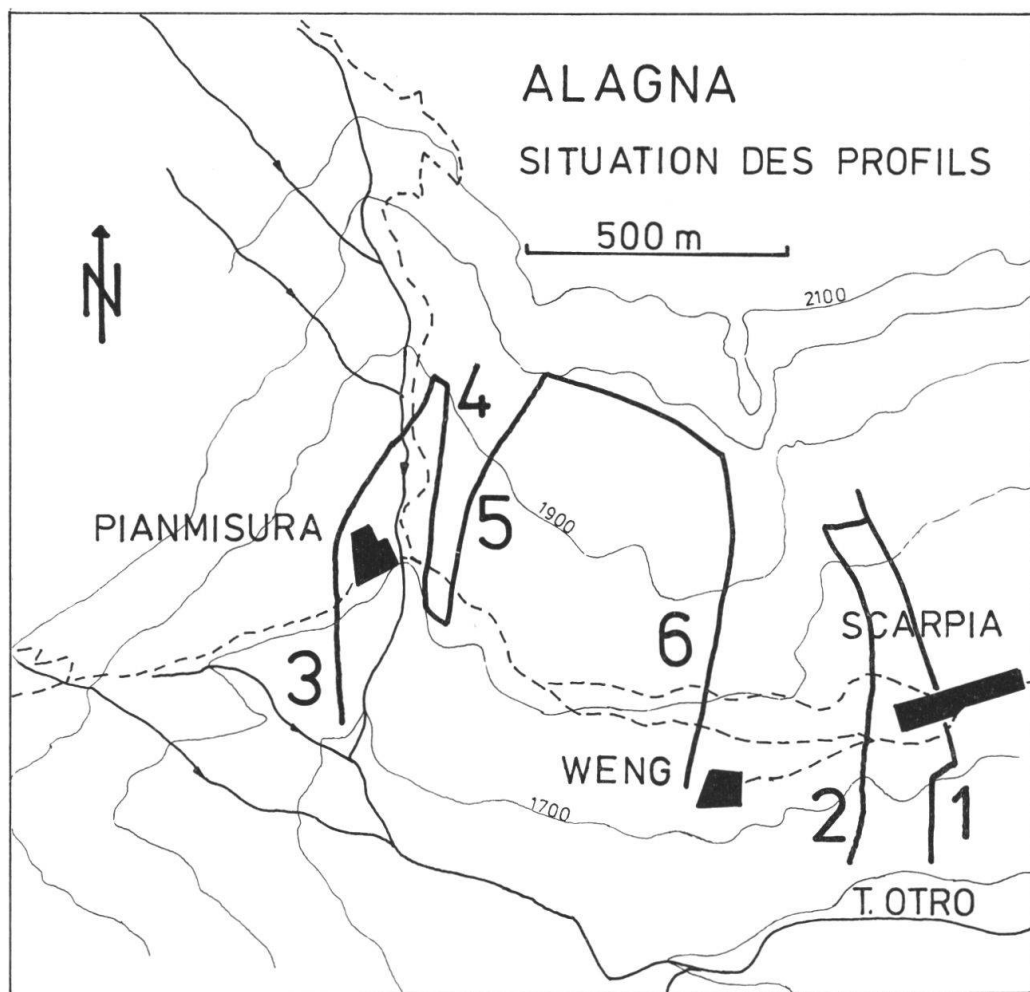 ALAGNA
SITUATION DES PROFILS
500 m
N
2100
4
5
1900
PIANMISURA
SCARPIA
6
3
WENG
1700
2
1
T. OTRO